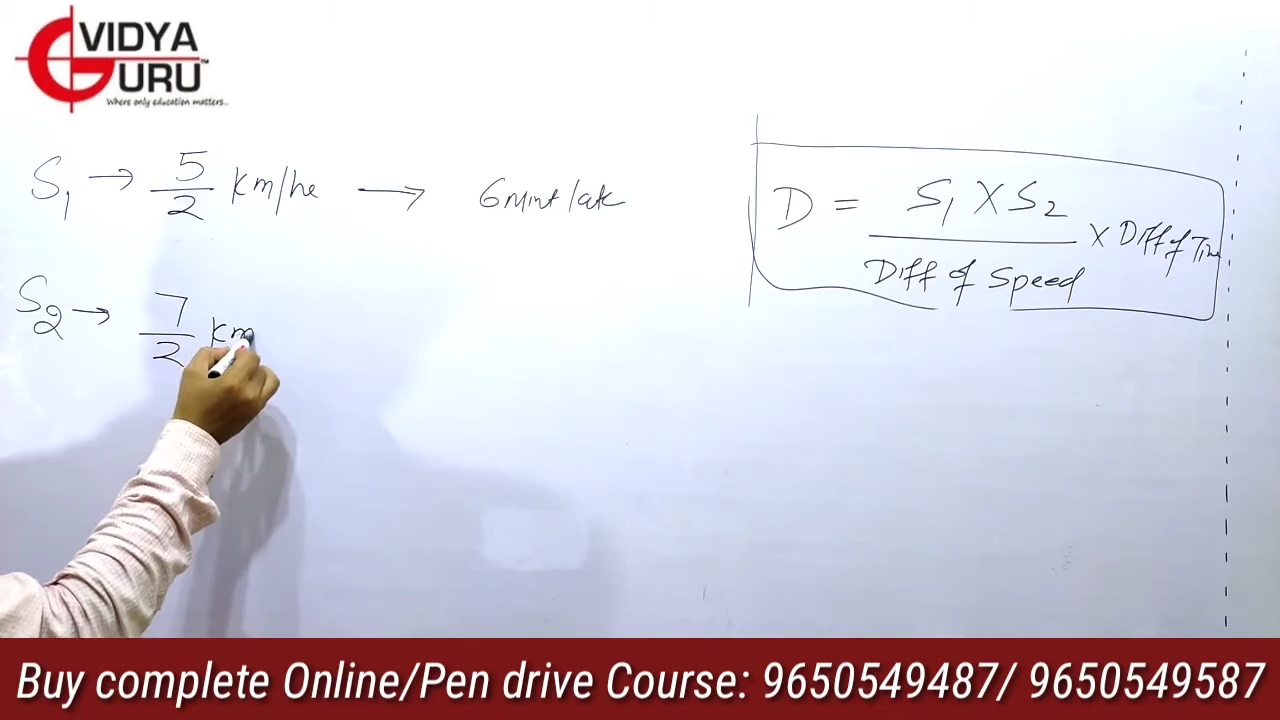 VIDYA
GURU™
Where only education matters...
S1 → 5/2 km/hr → 6 mint late
S2 → 7/2 km
D = S1 X S2 / Diff of Speed X Diff of Time
Buy complete Online/Pen drive Course: 9650549487/ 9650549587